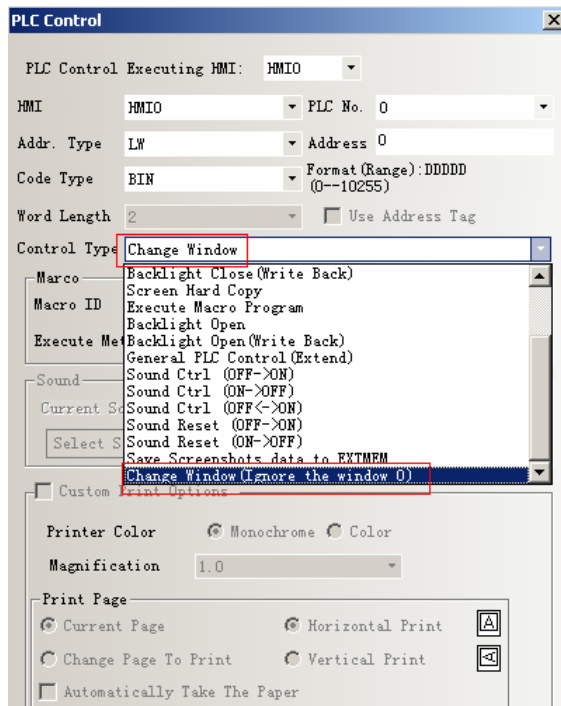 PLC Control
PLC Control Executing HMI: HMI0
HMI HMI0 PLC No. 0
Addr. Type LW Address 0
Code Type BIN Format(Range):DDDDD
(0--10255)
Word Length 2 Use Address Tag
Control Type Change Window
Backlight Close(Write Back)
Marco Screen Hard Copy
Macro ID Execute Macro Program
Backlight Open
Execute Me Backlight Open(Write Back)
General PLC Control(Extend)
Sound Sound Ctrl (OFF->ON)
Sound Ctrl (ON->OFF)
Current So Sound Ctrl (OFF<->ON)
Sound Reset (OFF->ON)
Select S Sound Reset (ON->OFF)
Save Screenshots data to EXTMEM
Change Window(Ignore the window 0)
Custom Print Options
Printer Color Monochrome Color
Magnification 1.0
Print Page
Current Page Horizontal Print A
Change Page To Print Vertical Print A
Automatically Take The Paper